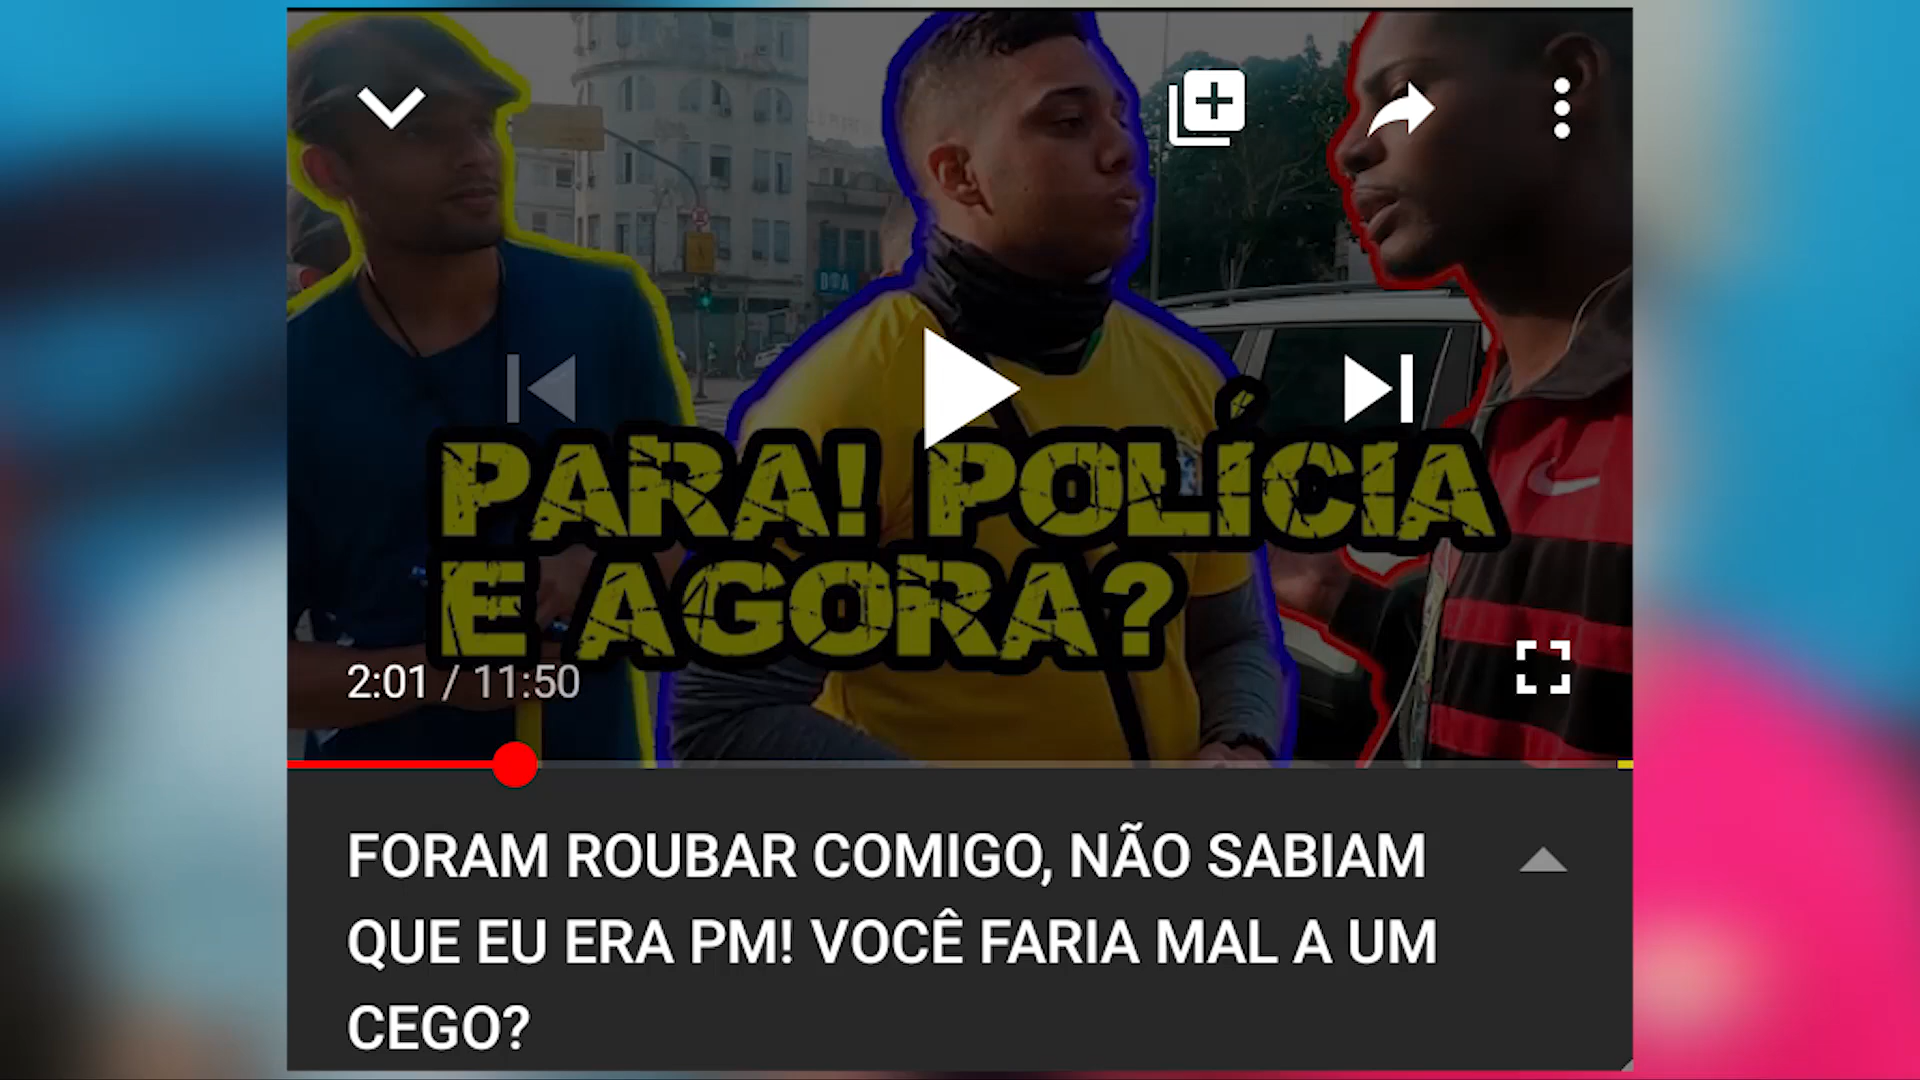 PARA! POLÍCIA
E AGORA?
2:01 / 11:50
FORAM ROUBAR COMIGO, NÃO SABIAM
QUE EU ERA PM! VOCÊ FARIA MAL A UM
CEGO?